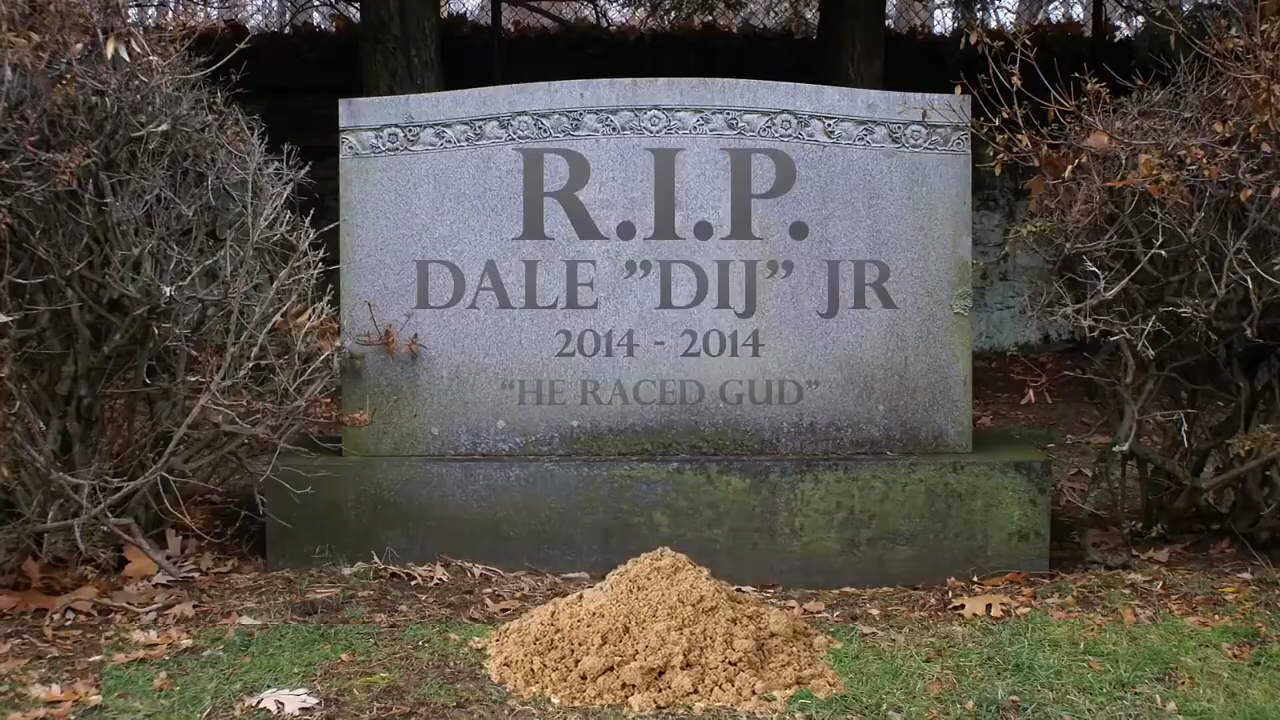 R.I.P.
DALE ”DIJ” JR
2014 - 2014
“HE RACED GUD”